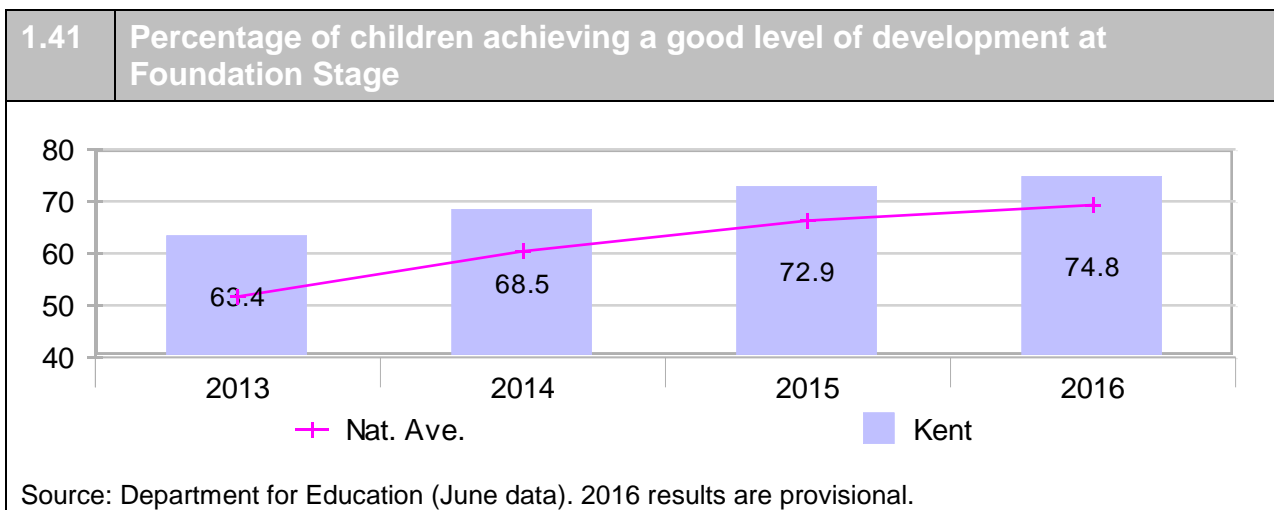 1.41
Percentage of children achieving a good level of development at
Foundation Stage
80
70
60
50
40
63.4
68.5
72.9
74.8
2013
2014
2015
2016
Nat. Ave.
Kent
Source: Department for Education (June data). 2016 results are provisional.